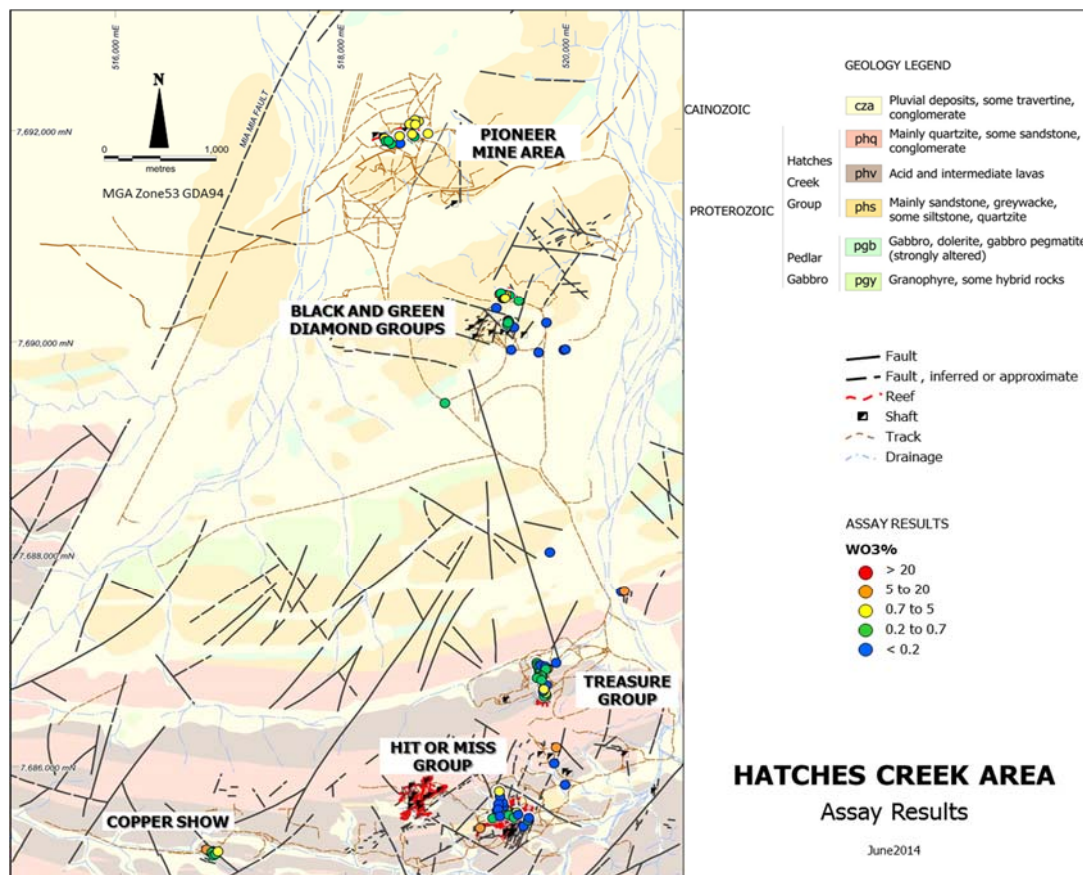 516,000 mE
518,000 mE
520,000 mE
N
7,692,000 mN
0
1,000
metres
MGA Zone53 GDA94
MIA MIA FAULT
PIONEER
MINE AREA
BLACK AND GREEN
DIAMOND GROUPS
7,690,000 mN
7,688,000 mN
TREASURE
GROUP
HIT OR MISS
GROUP
7,686,000 mN
COPPER SHOW
GEOLOGY LEGEND
CAINOZOIC
cza Pluvial deposits, some travertine,
conglomerate
PROTEROZOIC
Hatches
Creek
Group
phq Mainly quartzite, some sandstone,
conglomerate
phv Acid and intermediate lavas
phs Mainly sandstone, greywacke,
some siltstone, quartzite
Pedlar
Gabbro
pgb Gabbro, dolerite, gabbro pegmatite
(strongly altered)
pgy Granophyre, some hybrid rocks
Fault
Fault , inferred or approximate
Reef
Shaft
Track
Drainage
ASSAY RESULTS
WO3%
> 20
5 to 20
0.7 to 5
0.2 to 0.7
< 0.2
HATCHES CREEK AREA
Assay Results
June2014